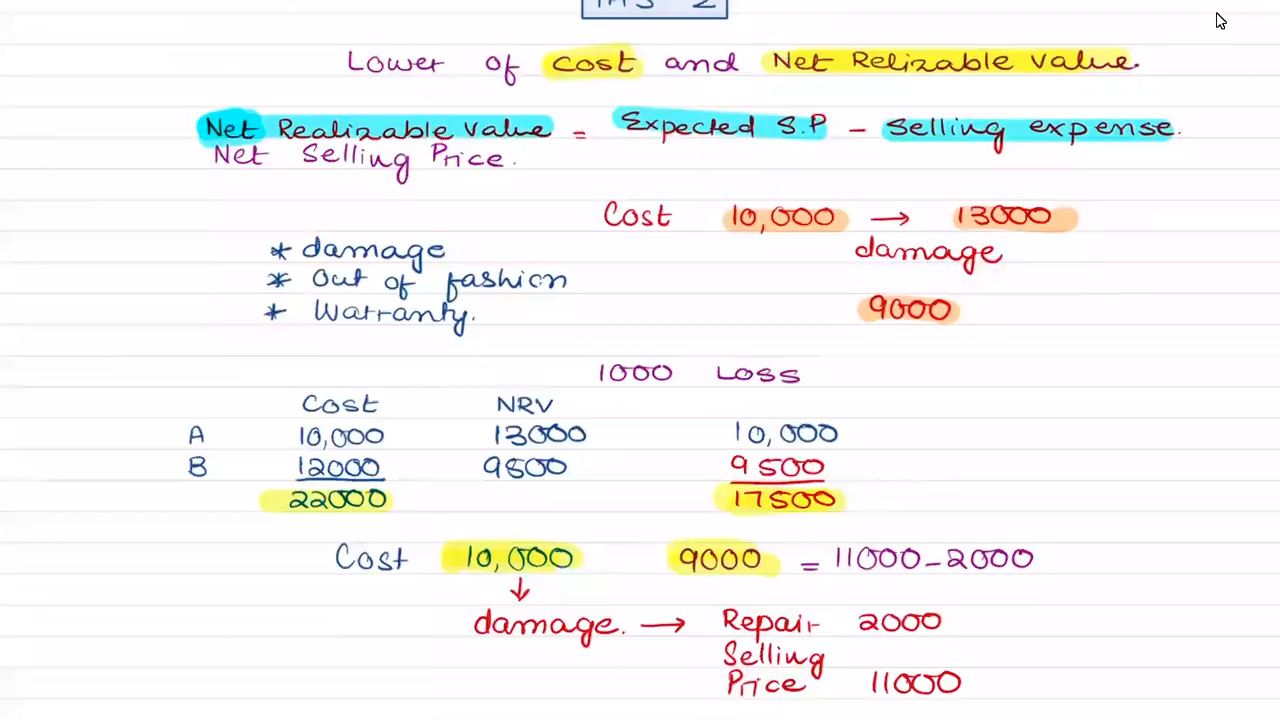 IAS 2
Lower of cost and Net Relizable value.
Net Realizable value = Expected S.P - Selling expense.
Net Selling Price.
Cost 10,000 → 13000
* damage
damage
* Out of fashion
* Warranty.
9000
1000 Loss
Cost NRV
A 10,000 13000 10,000
B 12000 9500 9500
22000 17500
Cost 10,000 9000 = 11000-2000
↓
damage. → Repair 2000
Selling
Price 11000